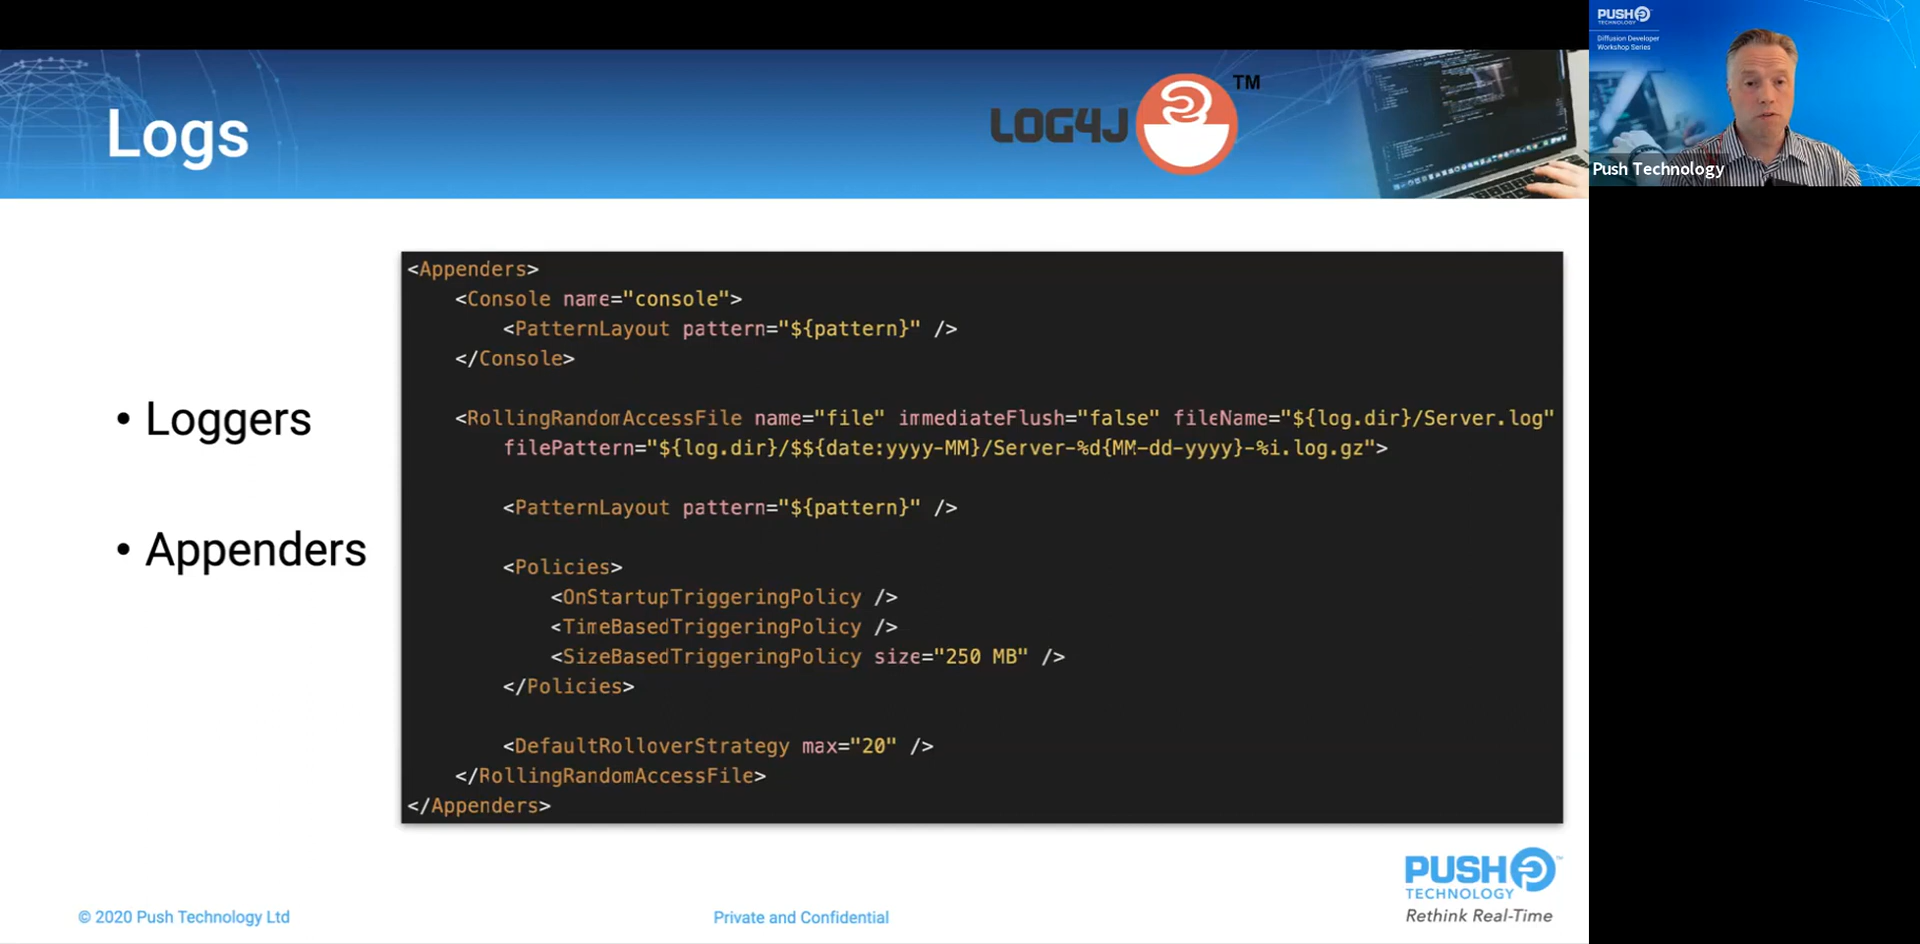 Logs
LOG4J
TM
• Loggers
• Appenders
<Appenders>
<Console name="console">
<PatternLayout pattern="${pattern}" />
</Console>
<RollingRandomAccessFile name="file" immediateFlush="false" fileName="${log.dir}/Server.log"
filePattern="${log.dir}/$${date:yyyy-MM}/Server-%d{MM-dd-yyyy}-%i.log.gz">
<PatternLayout pattern="${pattern}" />
<Policies>
<OnStartupTriggeringPolicy />
<TimeBasedTriggeringPolicy />
<SizeBasedTriggeringPolicy size="250 MB" />
</Policies>
<DefaultRolloverStrategy max="20" />
</RollingRandomAccessFile>
</Appenders>
© 2020 Push Technology Ltd
Private and Confidential
PUSH
TECHNOLOGY
Rethink Real-Time
PUSH
TECHNOLOGY
Diffusion Developer
Workshop Series
Push Technology